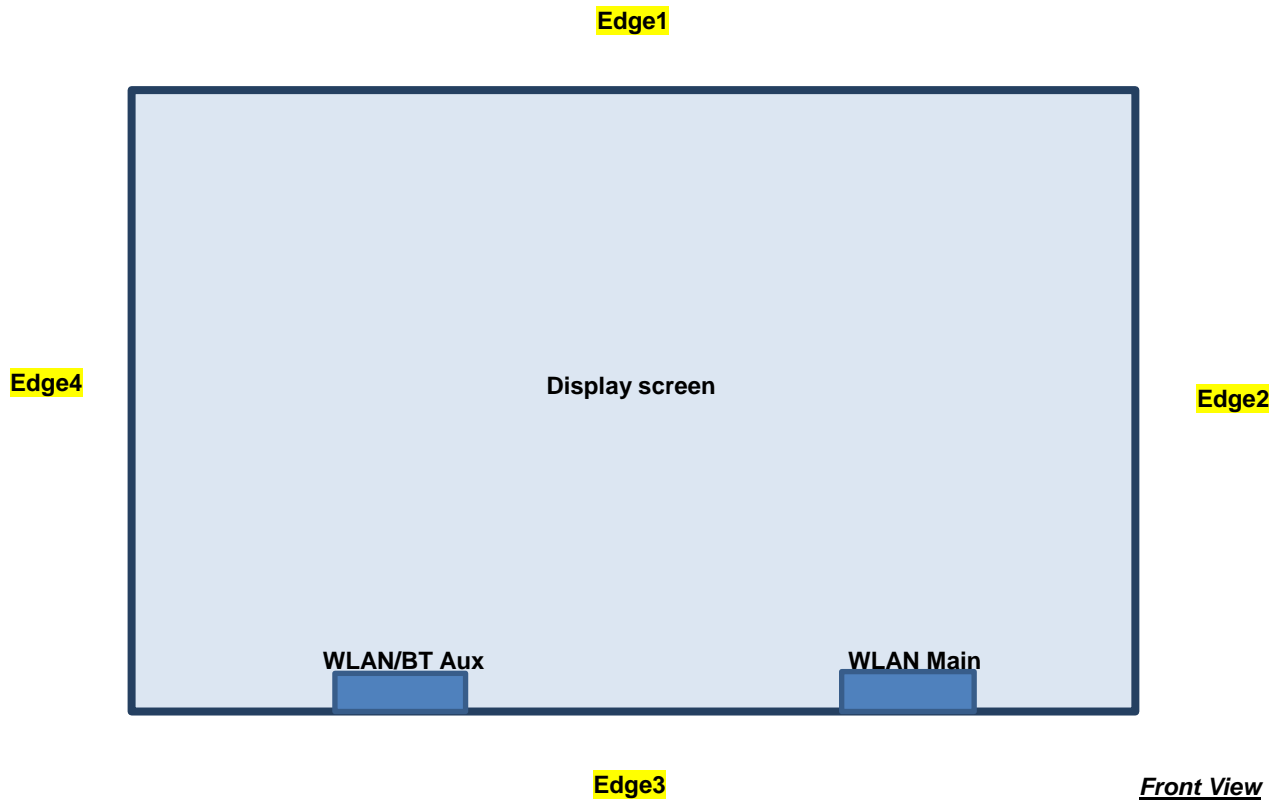 Edge1
Edge4
Display screen
Edge2
WLAN/BT Aux
WLAN Main
Edge3
Front View